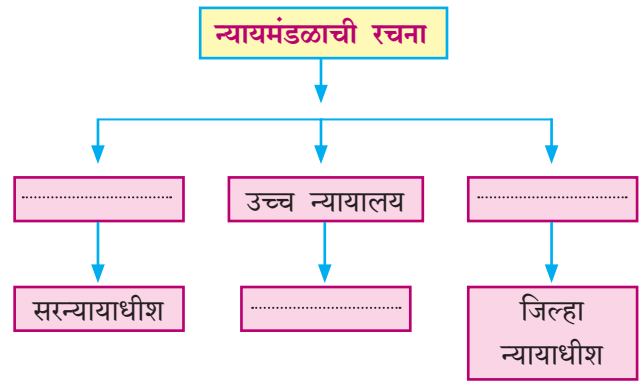 न्यायमंडळाची रचना
उच्च न्यायालय
सरन्यायाधीश
जिल्हा
न्यायाधीश